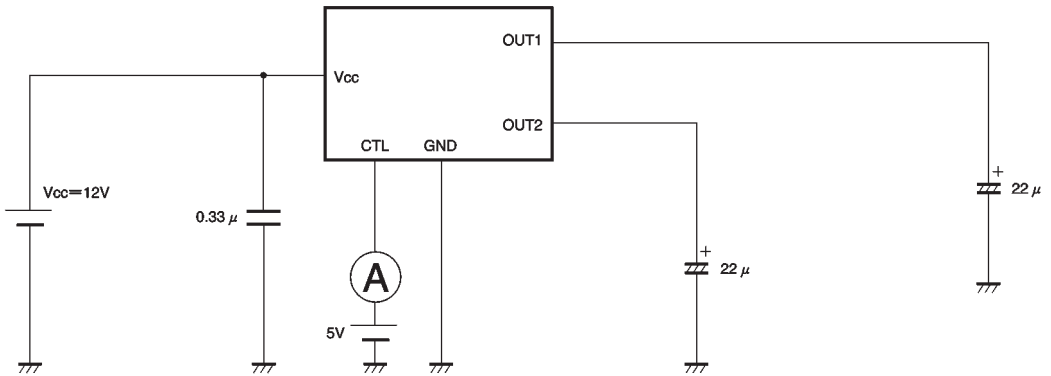 OUT1
Vcc
OUT2
CTL GND
Vcc=12V
22 μ
0.33 μ
A
22 μ
5V